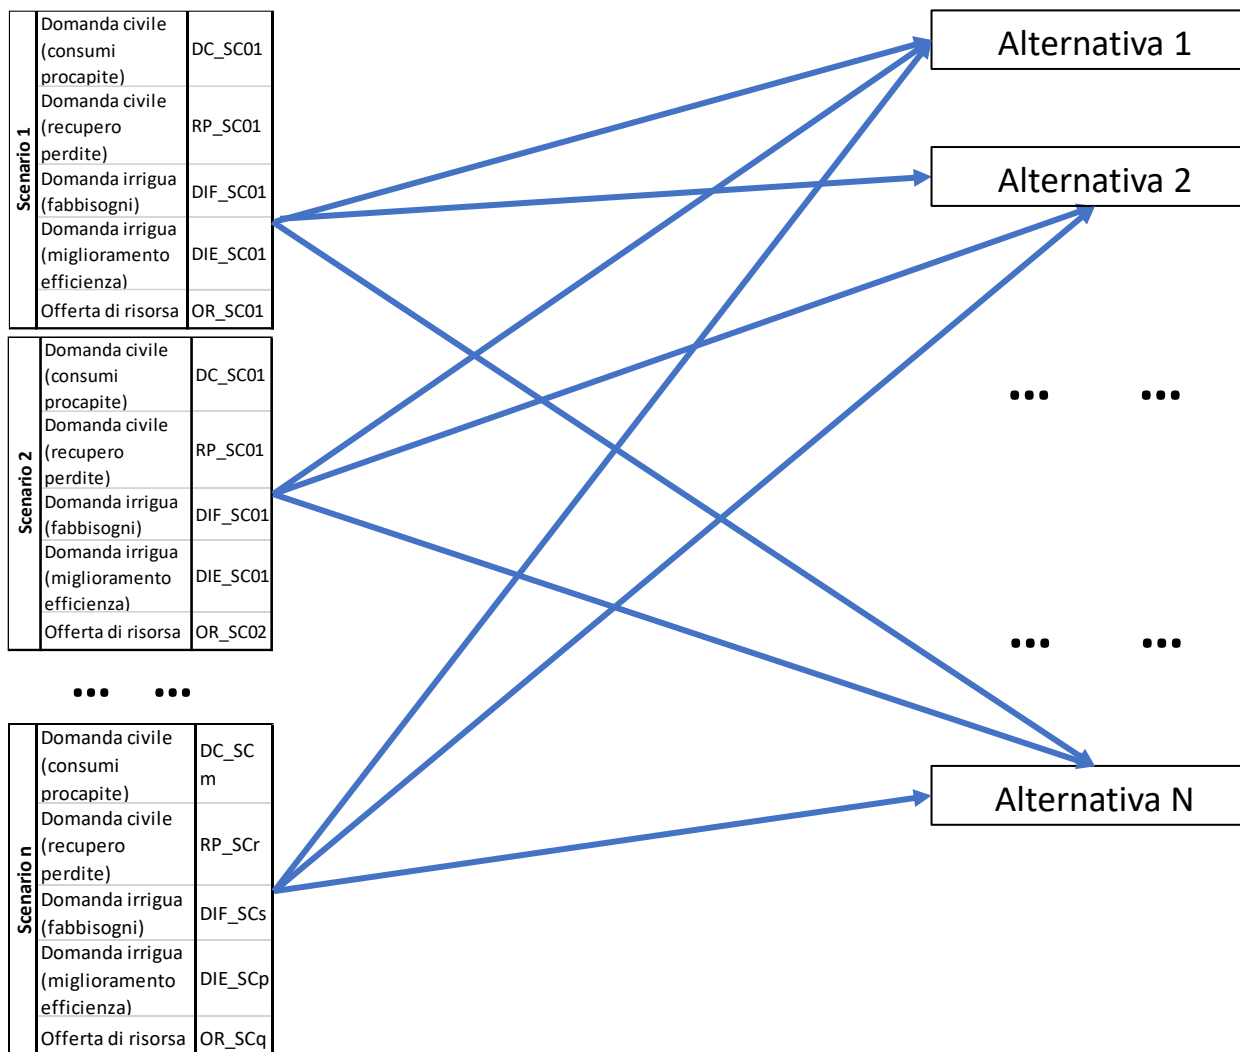 Scenario 1
Domanda civile
(consumi
procapite)
DC_SC01
Domanda civile
(recupero
perdite)
RP_SC01
Domanda irrigua
(fabbisogni)
DIF_SC01
Domanda irrigua
(miglioramento
efficienza)
DIE_SC01
Offerta di risorsa
OR_SC01
Scenario 2
Domanda civile
(consumi
procapite)
DC_SC01
Domanda civile
(recupero
perdite)
RP_SC01
Domanda irrigua
(fabbisogni)
DIF_SC01
Domanda irrigua
(miglioramento
efficienza)
DIE_SC01
Offerta di risorsa
OR_SC02
... ...
Scenario n
Domanda civile
(consumi
procapite)
DC_SC
m
Domanda civile
(recupero
perdite)
RP_SCr
Domanda irrigua
(fabbisogni)
DIF_SCs
Domanda irrigua
(miglioramento
efficienza)
DIE_SCp
Offerta di risorsa
OR_SCq
Alternativa 1
Alternativa 2
... ...
... ...
Alternativa N